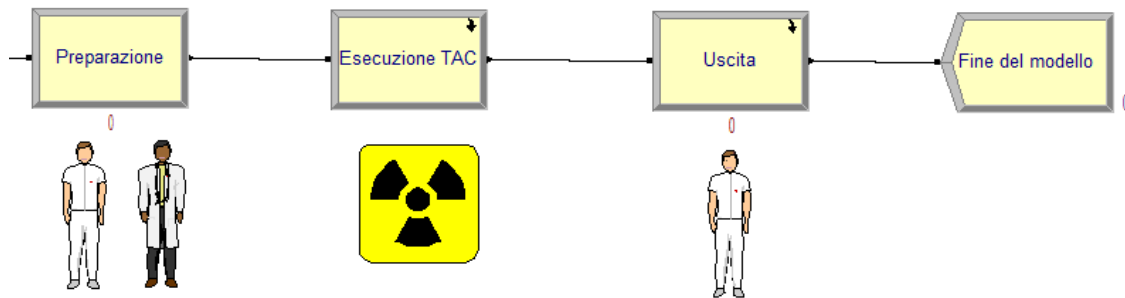 Preparazione
Esecuzione TAC
Uscita
Fine del modello
0
0